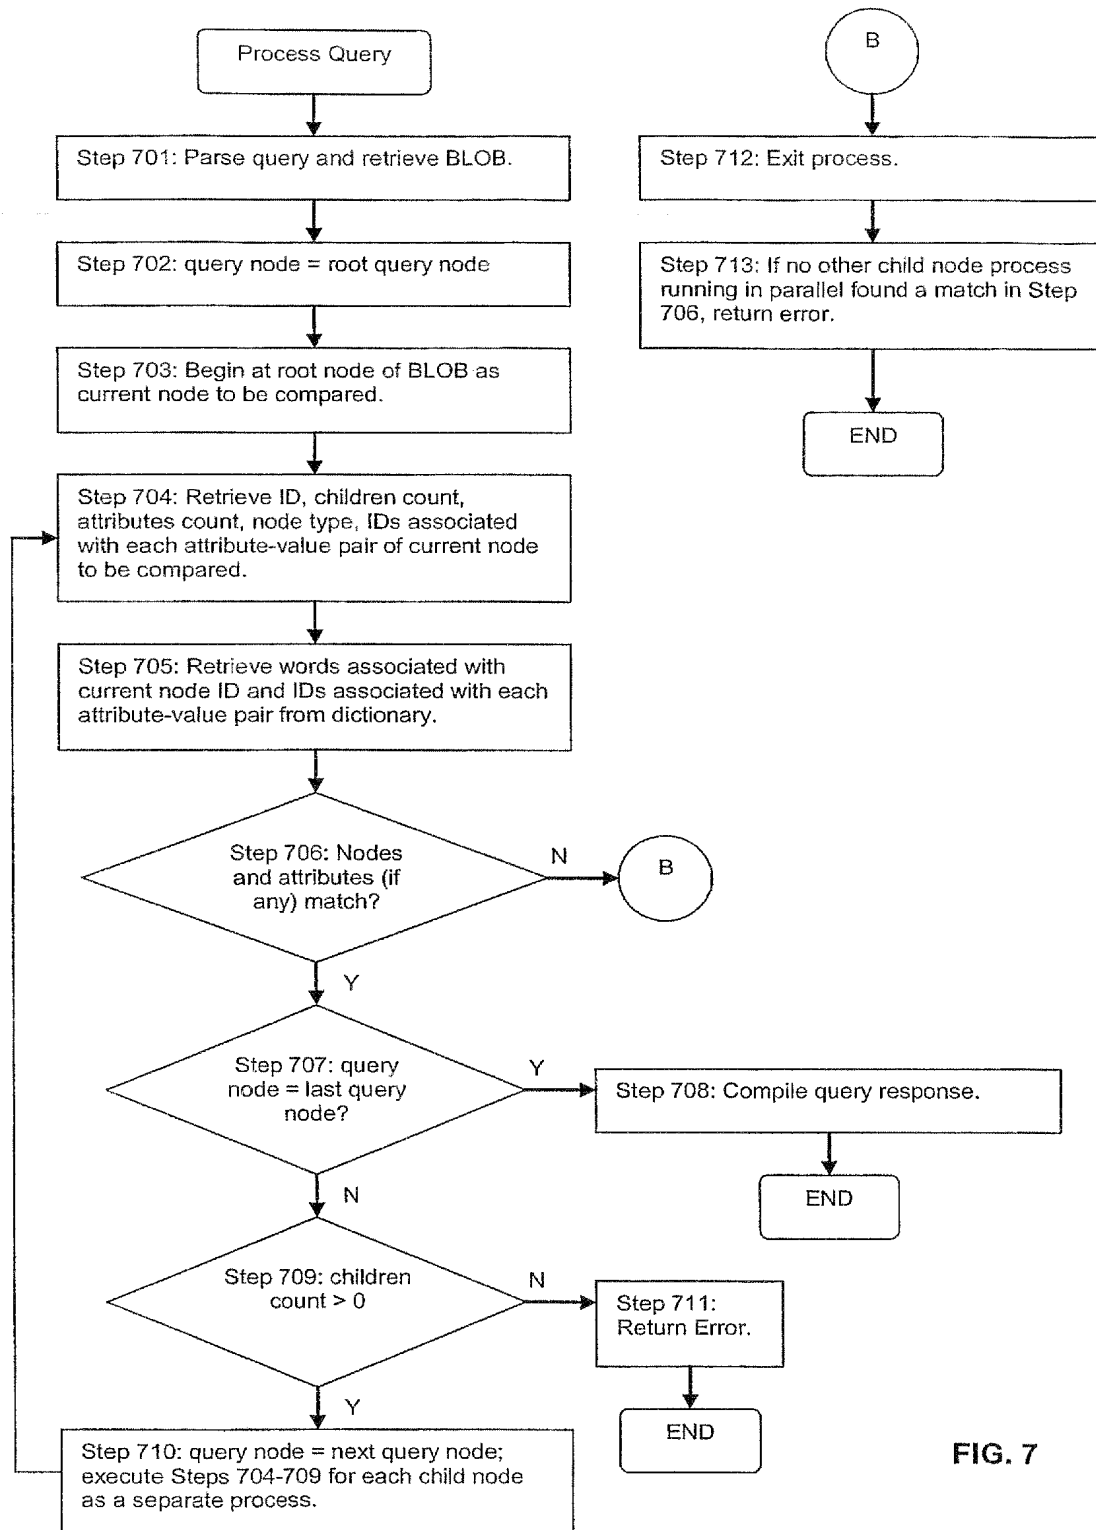 Process Query
Step 701: Parse query and retrieve BLOB.
Step 702: query node = root query node
Step 703: Begin at root node of BLOB as
current node to be compared.
Step 704: Retrieve ID, children count,
attributes count, node type, IDs associated
with each attribute-value pair of current node
to be compared.
Step 705: Retrieve words associated with
current node ID and IDs associated with each
attribute-value pair from dictionary.
Step 706: Nodes
and attributes (if
any) match?
N
B
Y
Step 707: query
node = last query
node?
Y
Step 708: Compile query response.
END
N
Step 709: children
count > 0
N
Step 711:
Return Error.
END
Y
Step 710: query node = next query node;
execute Steps 704-709 for each child node
as a separate process.
B
Step 712: Exit process.
Step 713: If no other child node process
running in parallel found a match in Step
706, return error.
END
FIG. 7